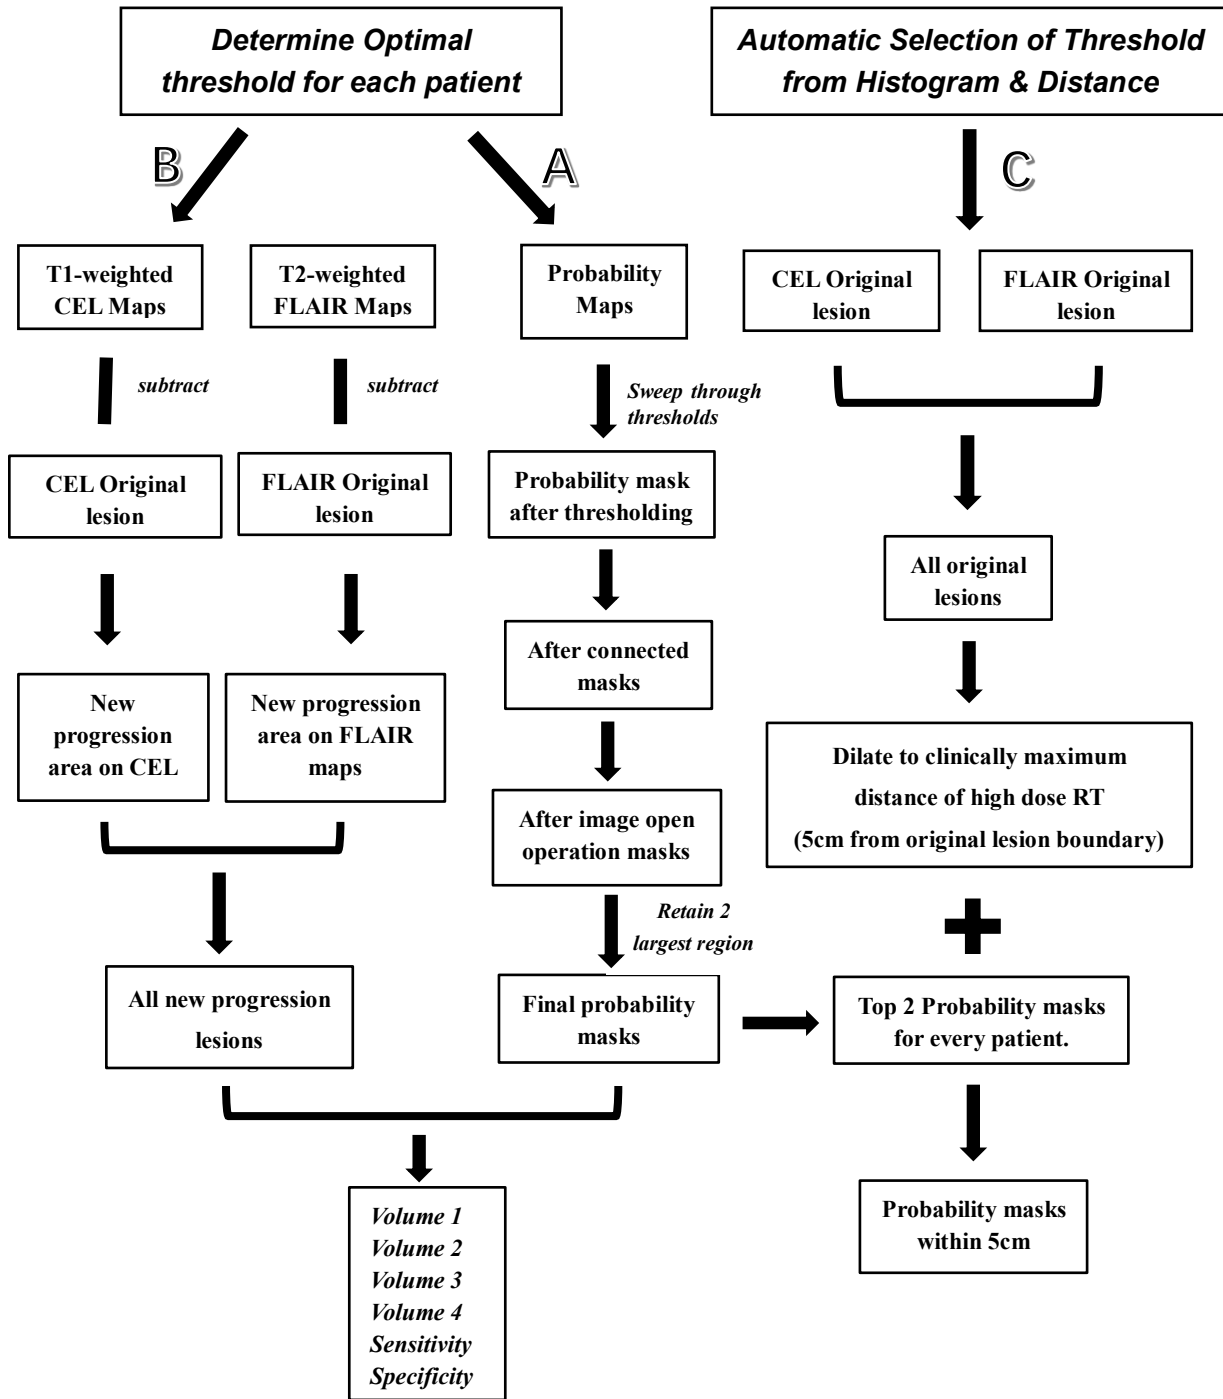 Determine Optimal
threshold for each patient
Automatic Selection of Threshold
from Histogram & Distance
B
A
C
T1-weighted
CEL Maps
T2-weighted
FLAIR Maps
Probability
Maps
CEL Original
lesion
FLAIR Original
lesion
subtract
subtract
Sweep through
thresholds
CEL Original
lesion
FLAIR Original
lesion
Probability mask
after thresholding
All original
lesions
After connected
masks
New
progression
area on CEL
New progression
area on FLAIR
maps
Dilate to clinically maximum
distance of high dose RT
(5cm from original lesion boundary)
After image open
operation masks
Retain 2
largest region
All new progression
lesions
Final probability
masks
Top 2 Probability masks
for every patient.
Probability masks
within 5cm
Volume 1
Volume 2
Volume 3
Volume 4
Sensitivity
Specificity